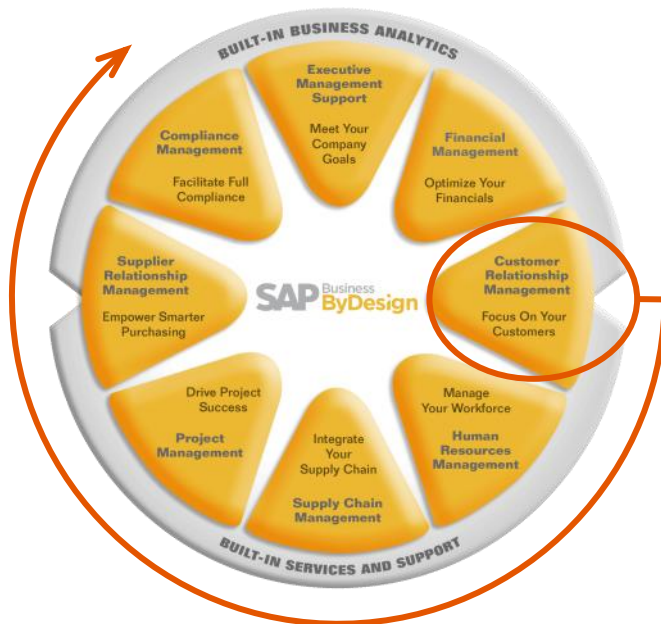 BUILT-IN BUSINESS ANALYTICS
Executive
Management
Support
Meet Your
Company
Goals
Financial
Management
Optimize Your
Financials
Customer
Relationship
Management
Focus On Your
Customers
Manage
Your Workforce
Human
Resources
Management
Integrate
Your
Supply Chain
Supply Chain
Management
Drive Project
Success
Project
Management
Supplier
Relationship
Management
Empower Smarter
Purchasing
Compliance
Management
Facilitate Full
Compliance
SAP Business
ByDesign
BUILT-IN SERVICES AND SUPPORT